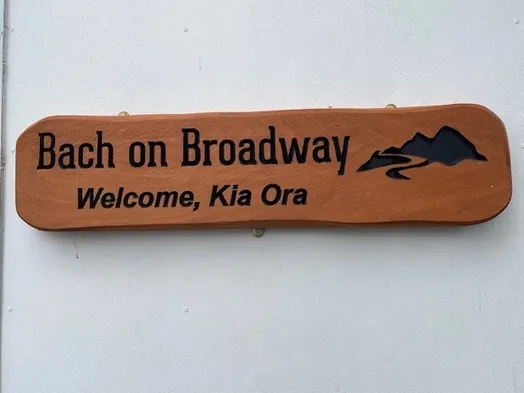 Bach on Broadway
Welcome, Kia Ora